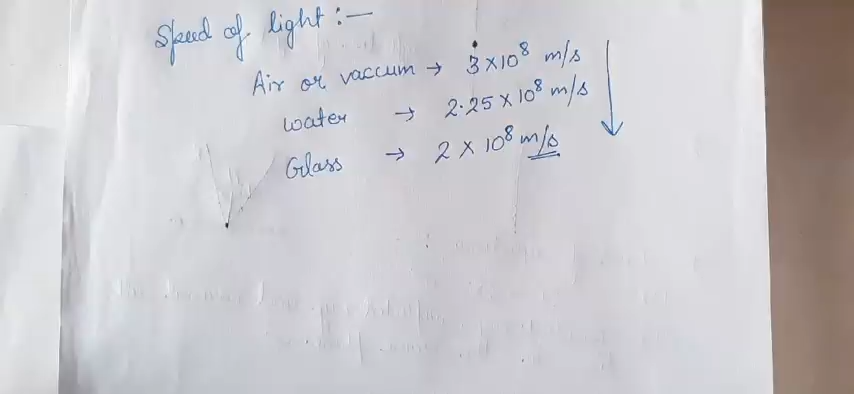 Speed of light :—
Air or vaccum → 3 × 10⁸ m/s
water → 2.25 × 10⁸ m/s
Glass → 2 × 10⁸ m/s